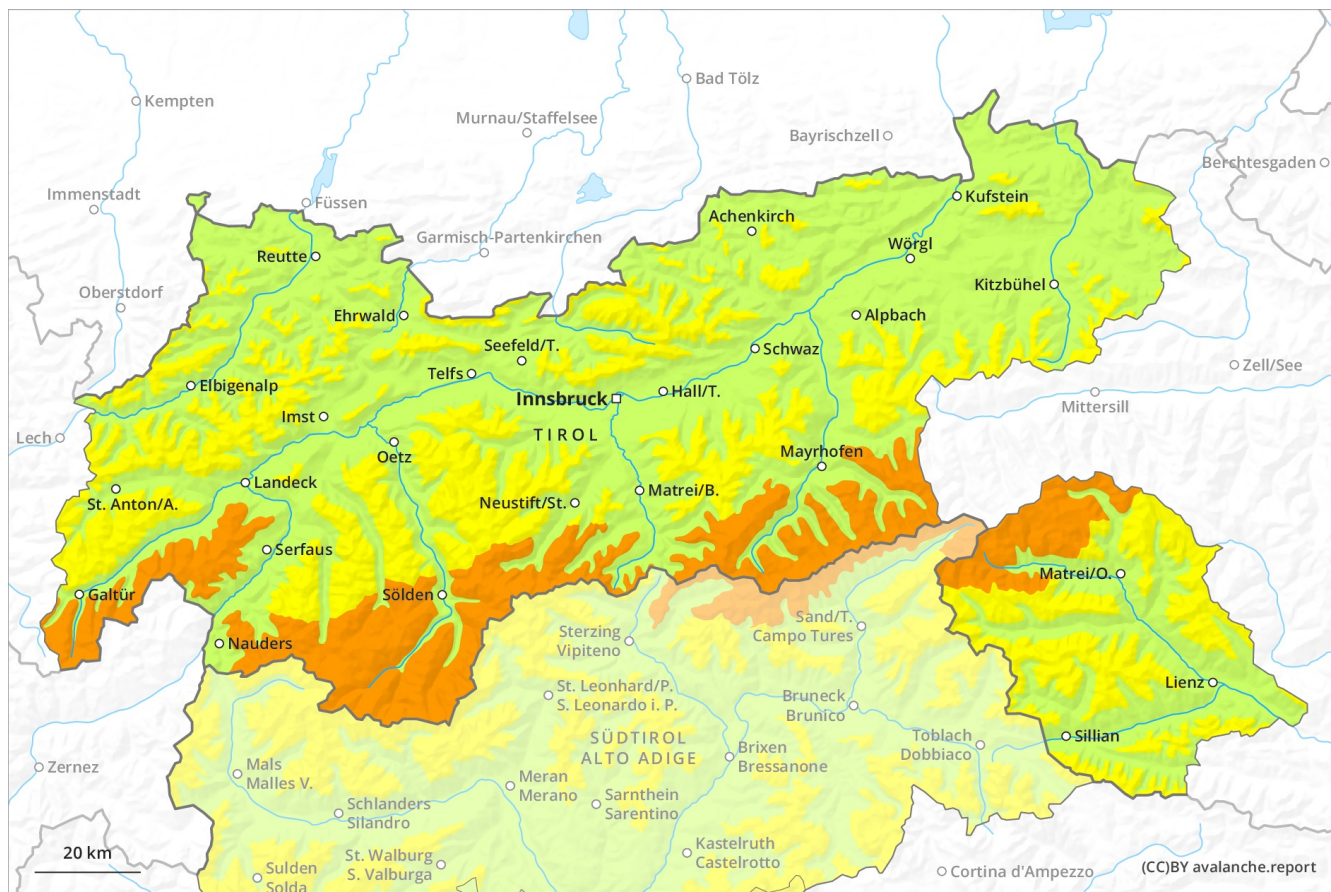 Kempten
Bad Tölz
Murnau/Staffelsee
Bayrischzell
Berchtesgaden
Immenstadt
Füssen
Kufstein
Achenkirch
Garmisch-Partenkirchen
Wörgl
Reutte
Kitzbühel
Oberstdorf
Ehrwald
Alpbach
Seefeld/T.
Schwaz
Zell/See
Telfs
Elbigenalp
Innsbruck
Hall/T.
Mittersill
Imst
TIROL
Lech
Oetz
Mayrhofen
Landeck
Matrei/B.
St. Anton/A.
Neustift/St.
Serfaus
Matrei/O.
Galtür
Sölden
Sand/T.
Campo Tures
Sterzing
Vipiteno
Nauders
Lienz
St. Leonhard/P.
S. Leonardo i. P.
Bruneck
Brunico
SÜDTIROL
ALTO ADIGE
Toblach
Dobbiaco
Sillian
Brixen
Bressanone
Zernez
Mals
Malles V.
Meran
Merano
Sarnthein
Sarentino
Schlanders
Silandro
20 km
St. Walburg
S. Valburga
Kastelruth
Castelrotto
Sulden
Solda
Cortina d'Ampezzo
(CC)BY avalanche.report